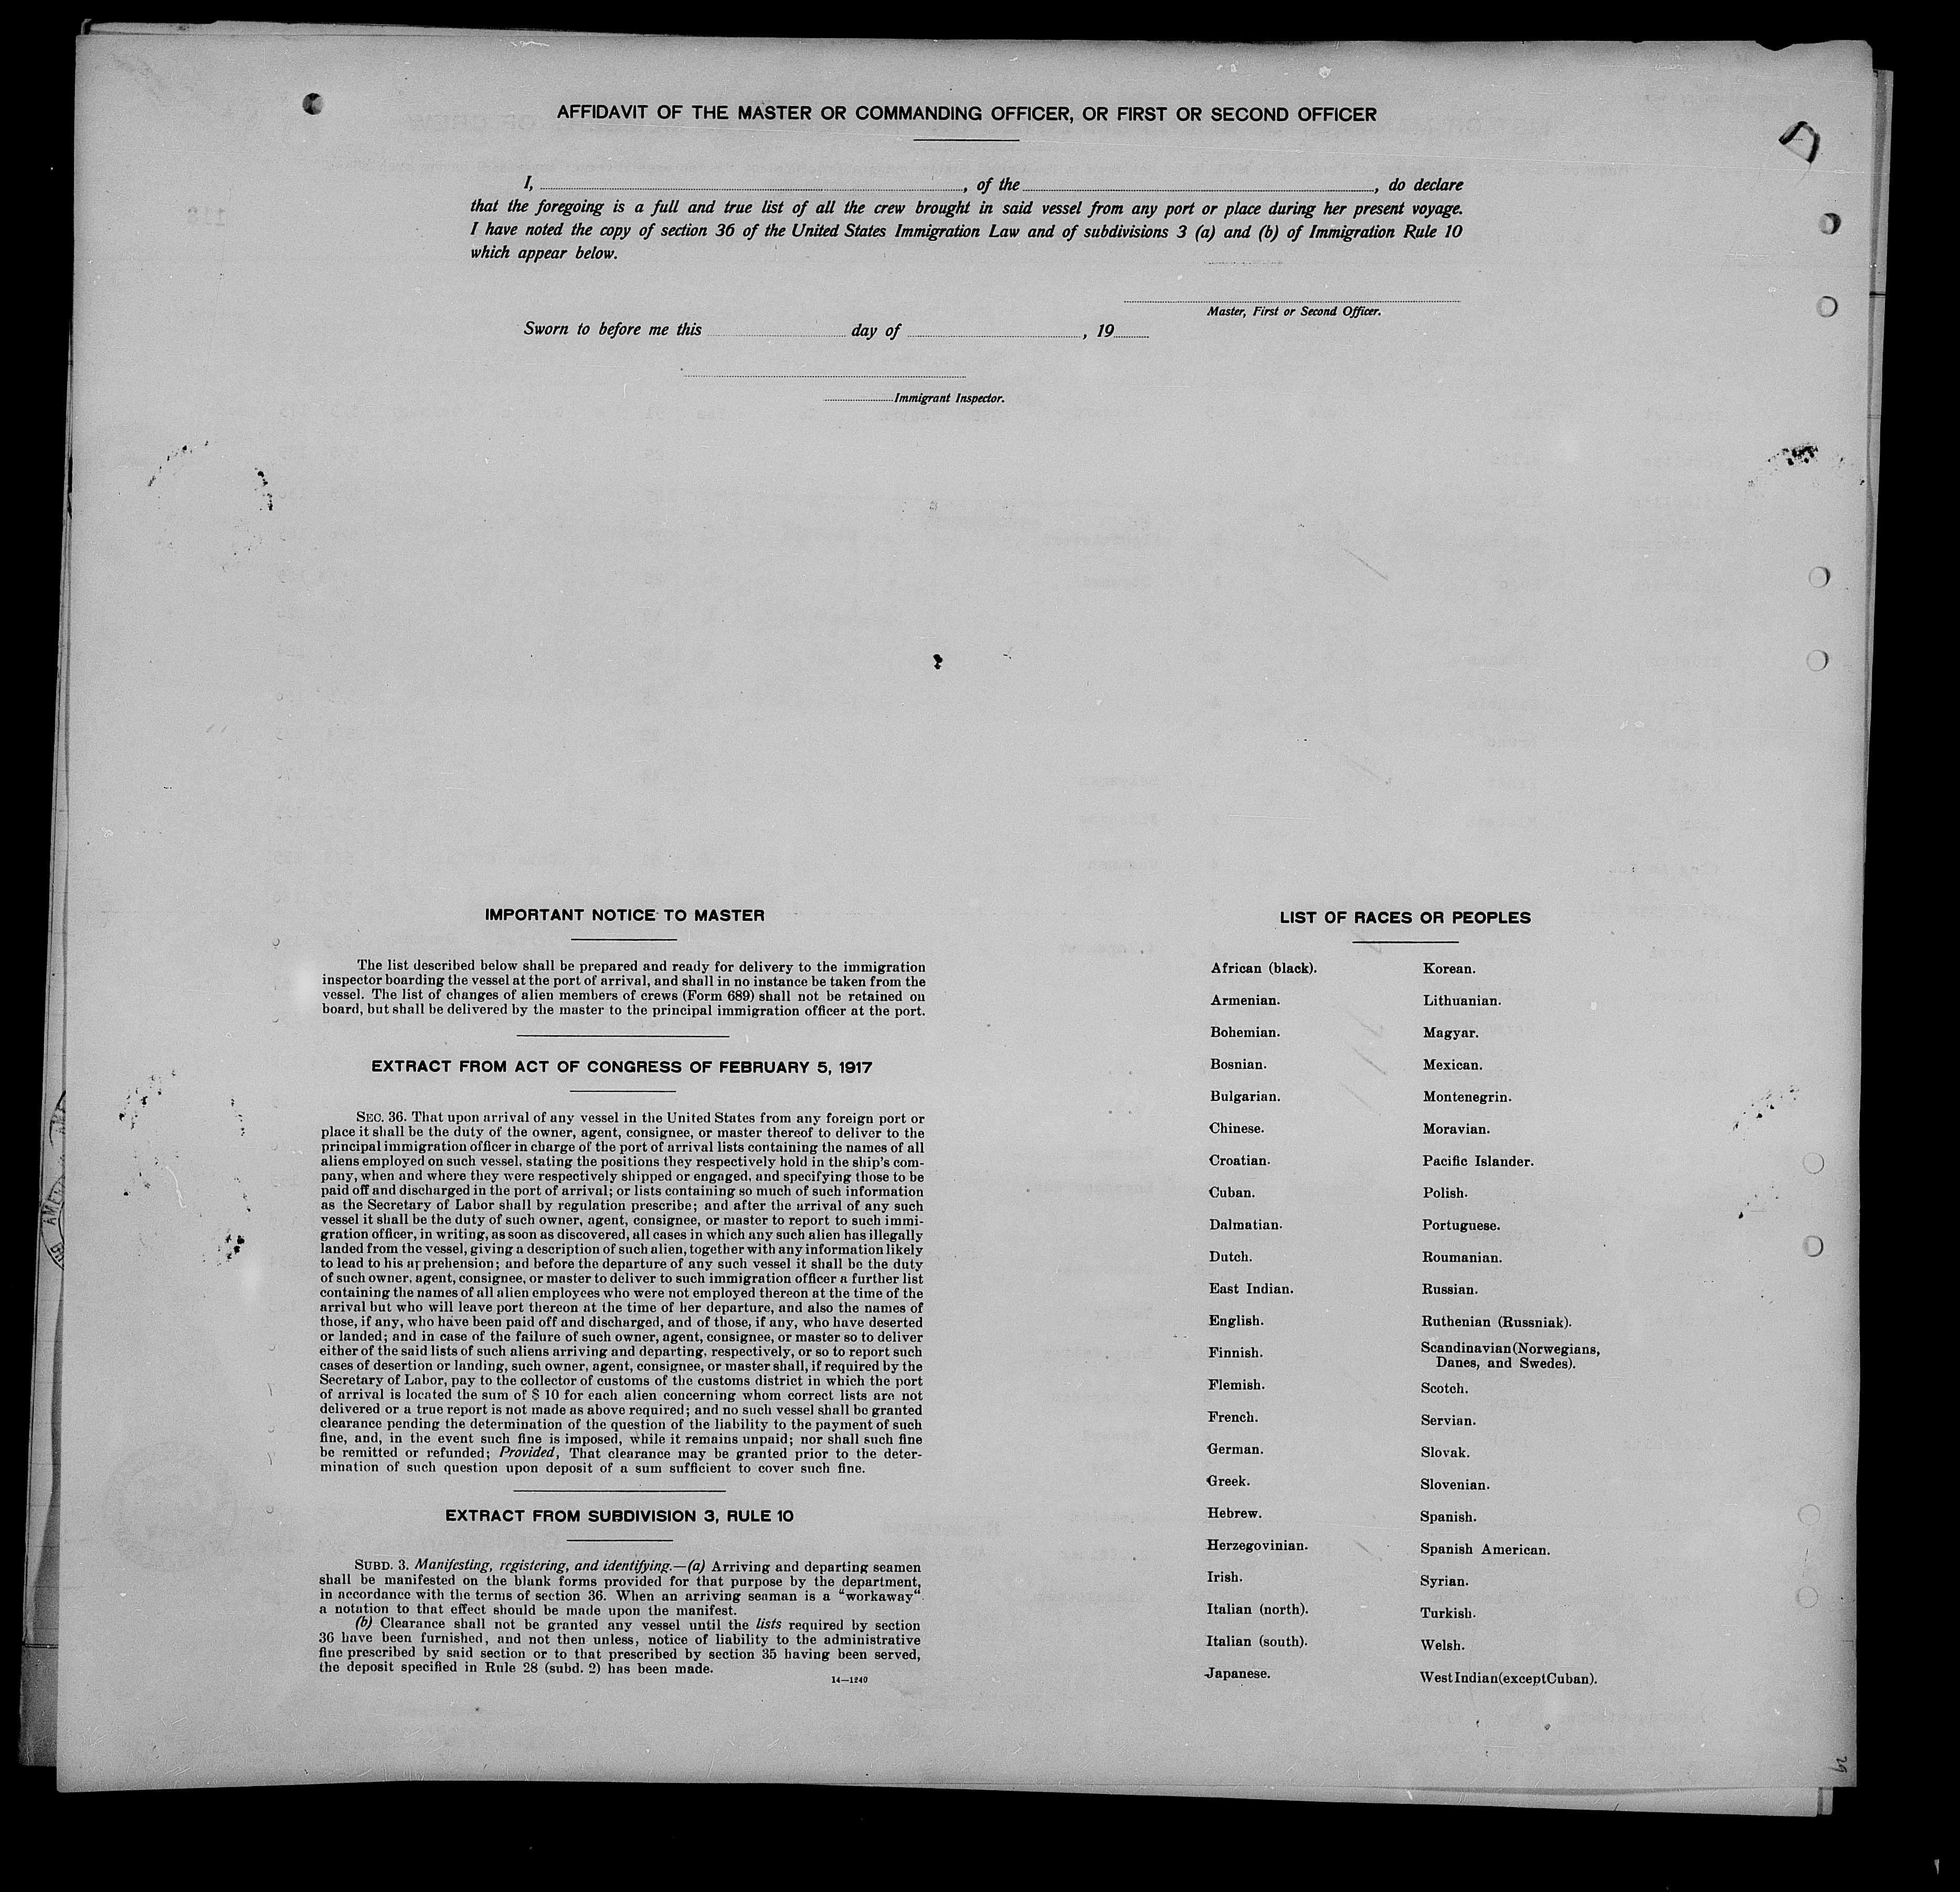 AFFIDAVIT OF THE MASTER OR COMMANDING OFFICER, OR FIRST OR SECOND OFFICER
I, , of the , do declare
that the foregoing is a full and true list of all the crew brought in said vessel from any port or place during her present voyage.
I have noted the copy of section 36 of the United States Immigration Law and of subdivisions 3 (a) and (b) of Immigration Rule 10
which appear below.
Master, First or Second Officer.
Sworn to before me this day of , 19
Immigrant Inspector.
IMPORTANT NOTICE TO MASTER
The list described below shall be prepared and ready for delivery to the immigration
inspector boarding the vessel at the port of arrival, and shall in no instance be taken from the
vessel. The list of changes of alien members of crews (Form 689) shall not be retained on
board, but shall be delivered by the master to the principal immigration officer at the port.
EXTRACT FROM ACT OF CONGRESS OF FEBRUARY 5, 1917
SEC. 36. That upon arrival of any vessel in the United States from any foreign port or
place it shall be the duty of the owner, agent, consignee, or master thereof to deliver to the
principal immigration officer in charge of the port of arrival lists containing the names of all
aliens employed on such vessel, stating the positions they respectively hold in the ship's com-
pany, when and where they were respectively shipped or engaged, and specifying those to be
paid off and discharged in the port of arrival; or lists containing so much of such information
as the Secretary of Labor shall by regulation prescribe; and after the arrival of any such
vessel it shall be the duty of such owner, agent, consignee, or master to report to such immi-
gration officer, in writing, as soon as discovered, all cases in which any such alien has illegally
landed from the vessel, giving a description of such alien, together with any information likely
to lead to his apprehension; and before the departure of any such vessel it shall be the duty
of such owner, agent, consignee, or master to deliver to such immigration officer a further list
containing the names of all alien employees who were not employed thereon at the time of the
arrival but who will leave port thereon at the time of her departure, and also the names of
those, if any, who have been paid off and discharged, and of those, if any, who have deserted
or landed; and in case of the failure of such owner, agent, consignee, or master so to deliver
either of the said lists of such aliens arriving and departing, respectively, or so to report such
cases of desertion or landing, such owner, agent, consignee, or master shall, if required by the
Secretary of Labor, pay to the collector of customs of the customs district in which the port
of arrival is located the sum of $ 10 for each alien concerning whom correct lists are not
delivered or a true report is not made as above required; and no such vessel shall be granted
clearance pending the determination of the question of the liability to the payment of such
fine, and, in the event such fine is imposed, while it remains unpaid; nor shall such fine
be remitted or refunded; Provided, That clearance may be granted prior to the deter-
mination of such question upon deposit of a sum sufficient to cover such fine.
EXTRACT FROM SUBDIVISION 3, RULE 10
SUBD. 3. Manifesting, registering, and identifying.—(a) Arriving and departing seamen
shall be manifested on the blank forms provided for that purpose by the department,
in accordance with the terms of section 36. When an arriving seaman is a “workaway“
a notation to that effect should be made upon the manifest.
(b) Clearance shall not be granted any vessel until the lists required by section
36 have been furnished, and not then unless, notice of liability to the administrative
fine prescribed by said section or to that prescribed by section 35 having been served,
the deposit specified in Rule 28 (subd. 2) has been made.
14—1240
LIST OF RACES OR PEOPLES
African (black).
Armenian.
Bohemian.
Bosnian.
Bulgarian.
Chinese.
Croatian.
Cuban.
Dalmatian.
Dutch.
East Indian.
English.
Finnish.
Flemish.
French.
German.
Greek.
Hebrew.
Herzegovinian.
Irish.
Italian (north).
Italian (south).
Japanese.
Korean.
Lithuanian.
Magyar.
Mexican.
Montenegrin.
Moravian.
Pacific Islander.
Polish.
Portuguese.
Roumanian.
Russian.
Ruthenian (Russniak).
Scandinavian (Norwegians,
Danes, and Swedes).
Scotch.
Servian.
Slovak.
Slovenian.
Spanish.
Spanish American.
Syrian.
Turkish.
Welsh.
West Indian (except Cuban).